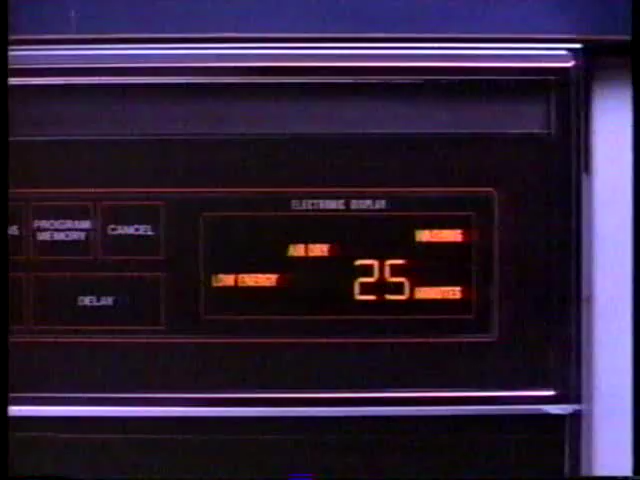 ELECTRONIC DISPLAY
PROGRAM
MEMORY
CANCEL
WASHING
AIR DRY
LOW ENERGY
25
MINUTES
DELAY